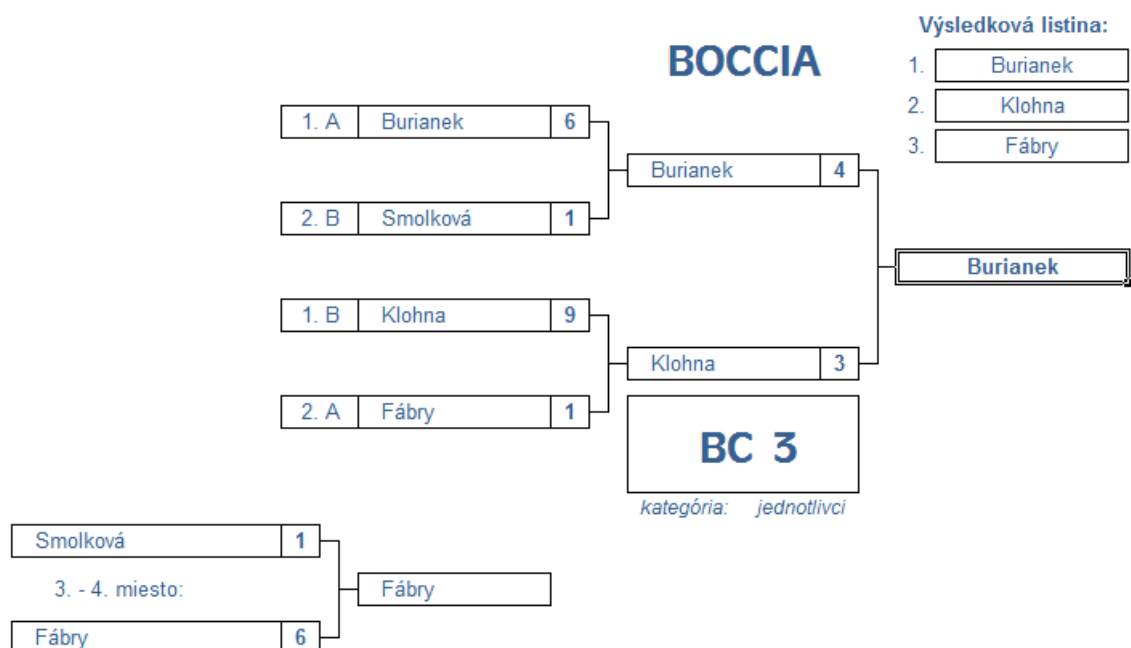 Výsledková listina:
BOCCIA
1. Burianek
2. Klohna
3. Fábry
1. A Burianek 6
2. B Smolková 1
Burianek 4
1. B Klohna 9
2. A Fábry 1
Klohna 3
Burianek
BC 3
kategória: jednotlivci
Smolková 1
3. - 4. miesto:
Fábry
Fábry 6